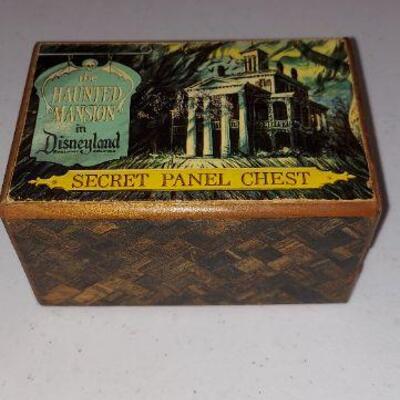 the
HAUNTED
MANSION
in
Disneyland
SECRET PANEL CHEST